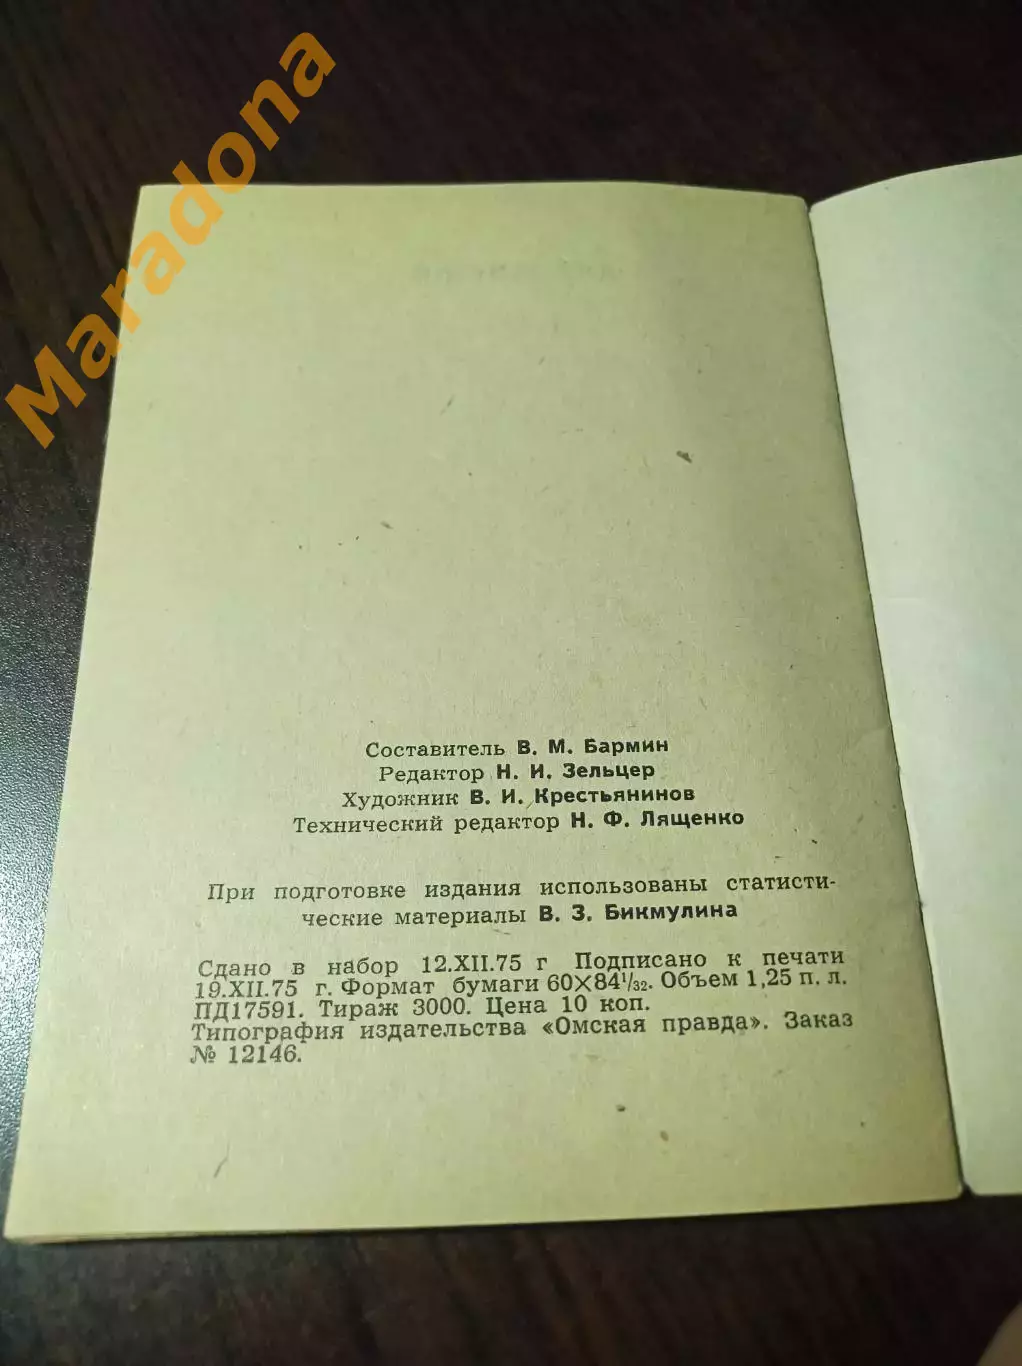 Maradona
Составитель В. М. Бармин
Редактор Н. И. Зельцер
Художник В. И. Крестьянинов
Технический редактор Н. Ф. Лященко
При подготовке издания использованы статисти-
ческие материалы В. З. Бикмулина
Сдано в набор 12.XII.75 г Подписано к печати
19.XII.75 г. Формат бумаги 60X84¹/₃₂. Объем 1,25 п. л.
ПД17591. Тираж 3000. Цена 10 коп.
Типография издательства «Омская правда». Заказ
№ 12146.